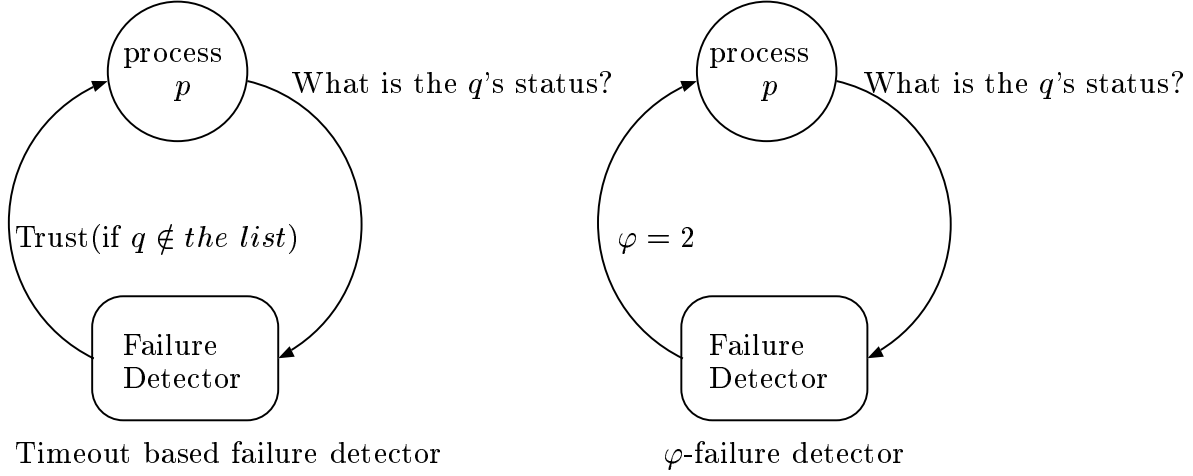 process
p
What is the q's status?
Trust(if q ∉ the list)
Failure
Detector
Timeout based failure detector
process
p
What is the q's status?
φ = 2
Failure
Detector
φ-failure detector